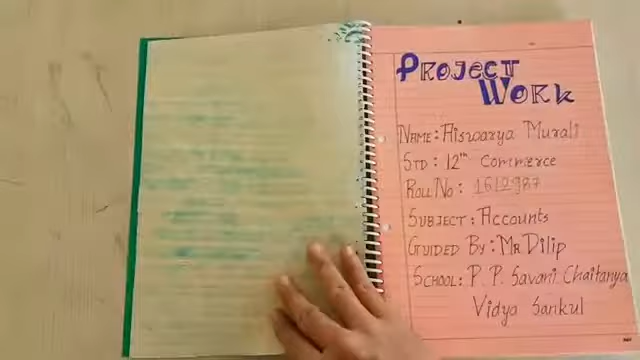 PROJECT
WORK
NAME: Aiswarya Murali
STD: 12th Commerce
ROLL NO: 1612987
SUBJECT: Accounts
GUIDED BY: MR Dilip
SCHOOL: P. P. Savani Chaitanya
Vidya Sankul